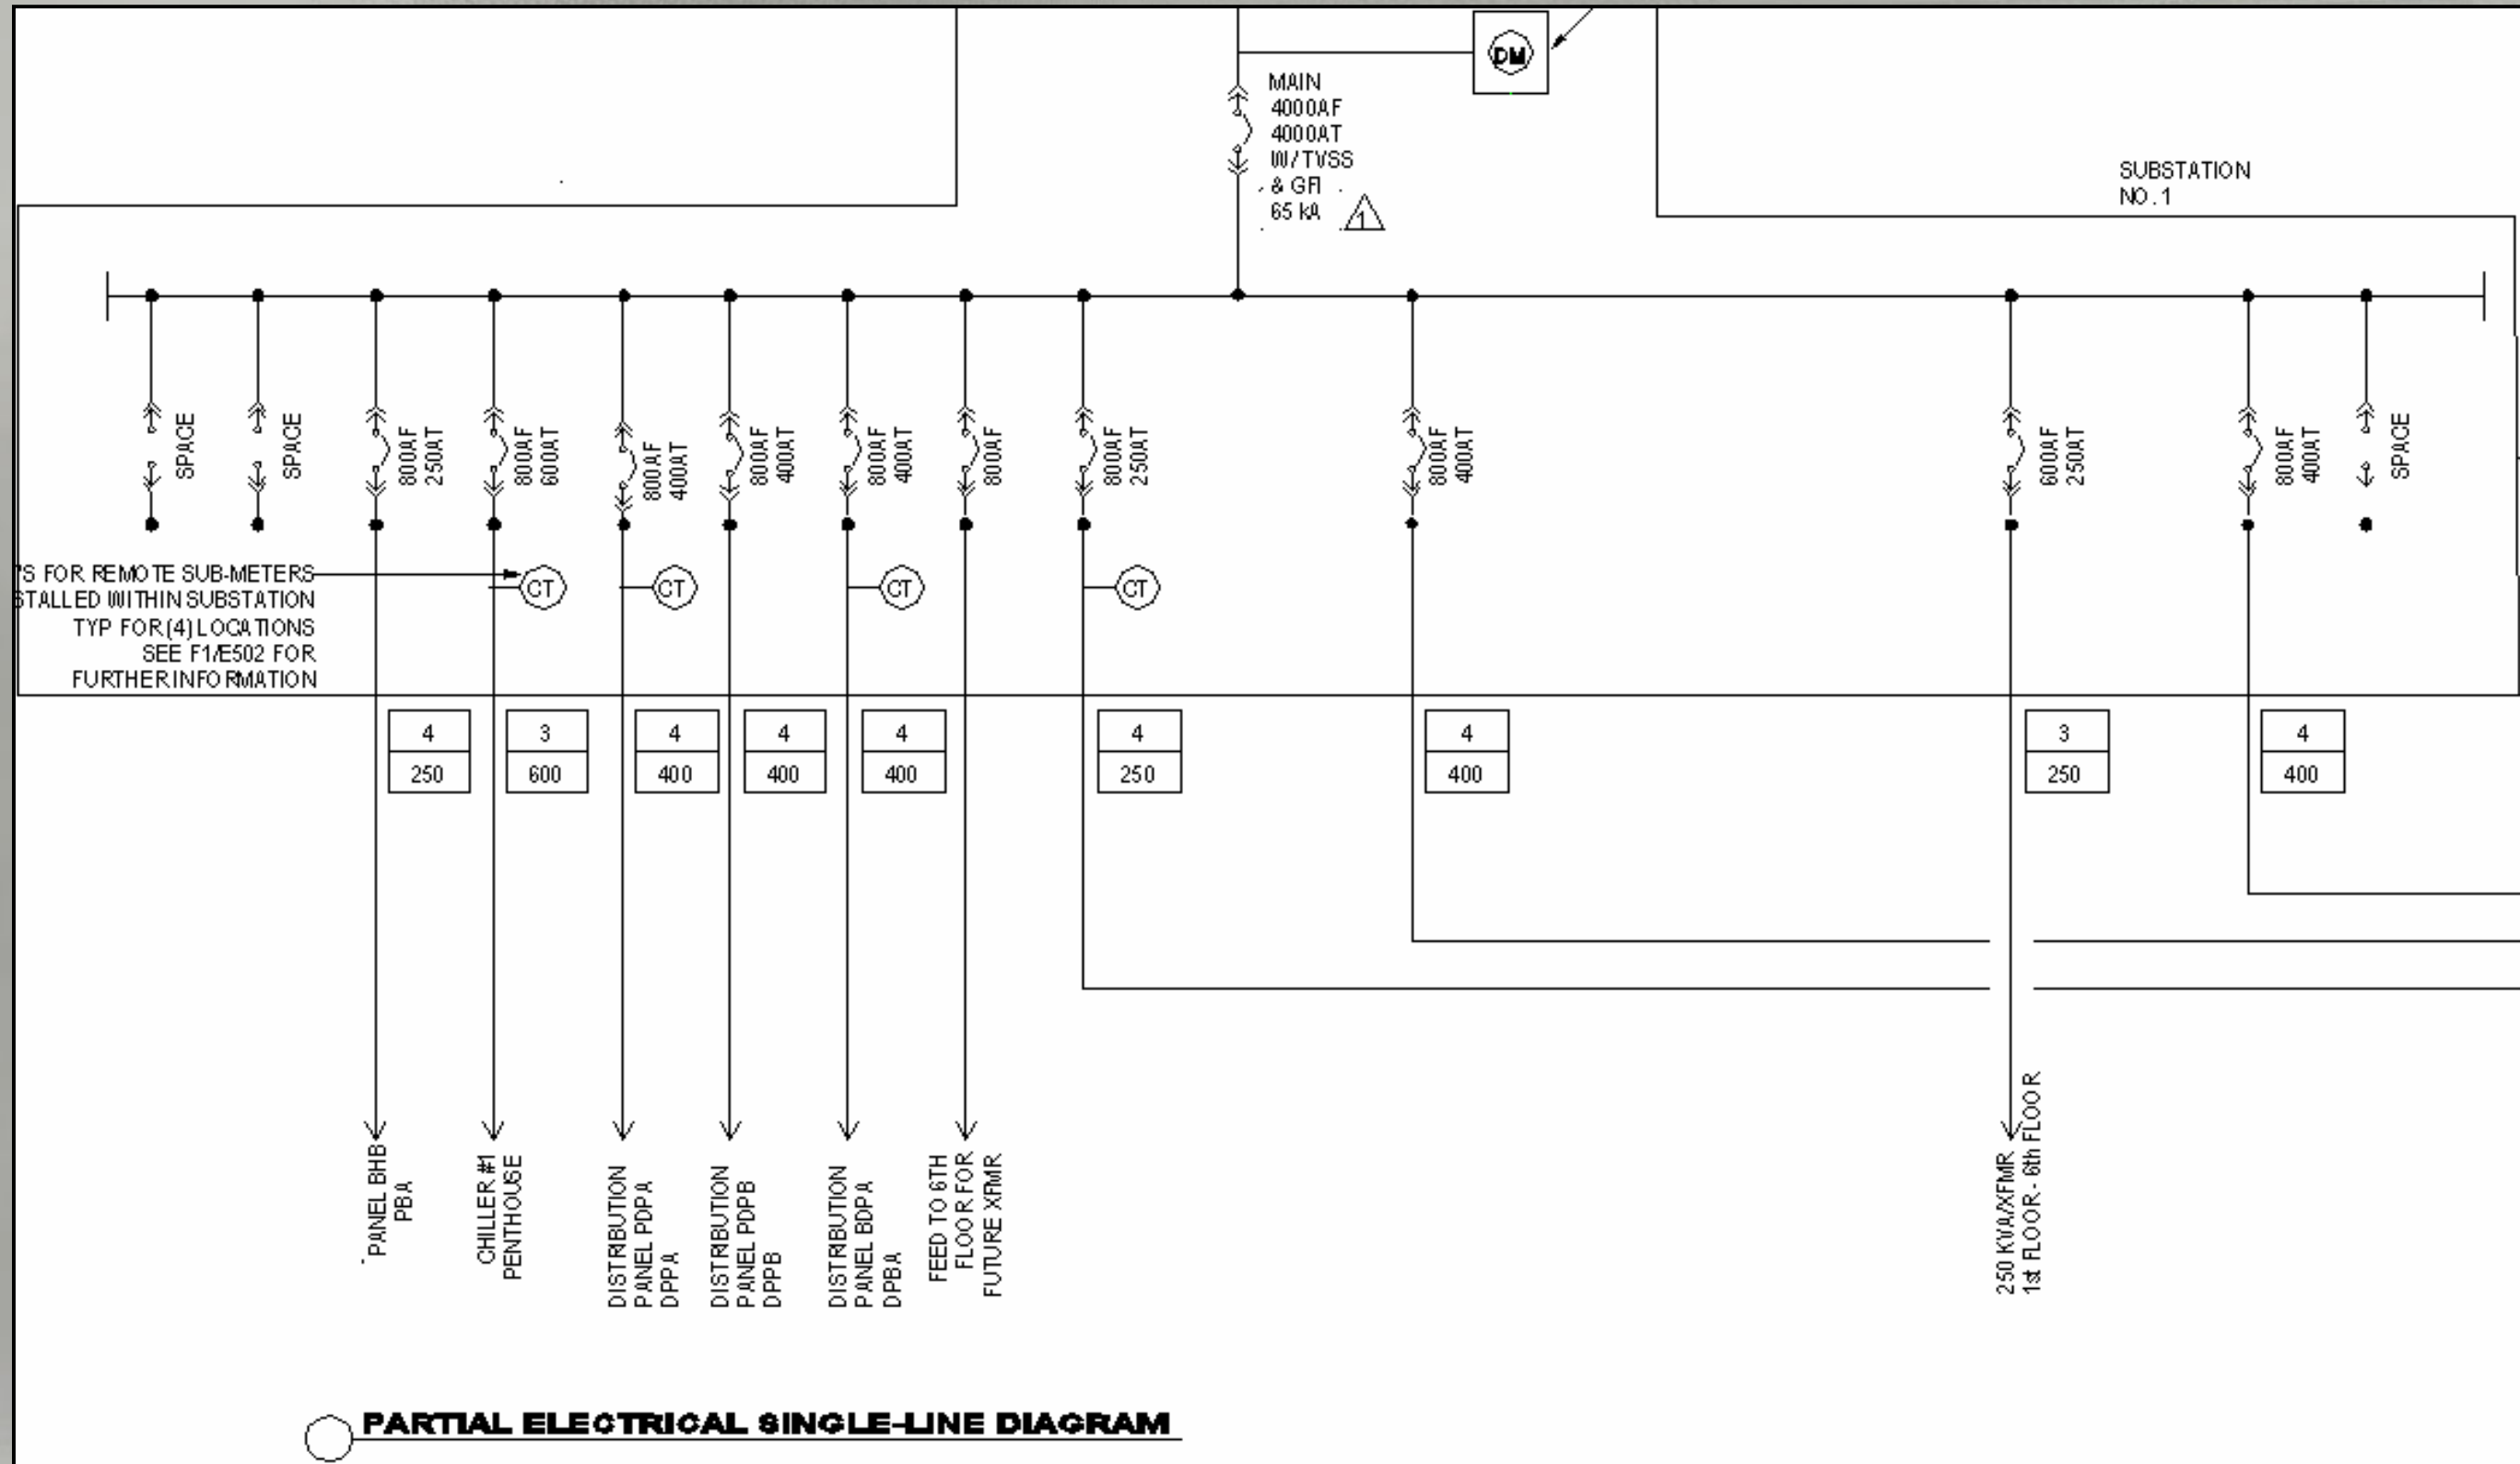 DM
MAIN
4000AF
4000AT
W/TVSS
& GFI
65 kA
1
SUBSTATION
NO.1
SPACE
SPACE
800AF
250AT
800AF
600AT
800AF
400AT
800AF
400AT
800AF
400AT
800AF
800AF
250AT
800AF
400AT
600AF
250AT
800AF
400AT
SPACE
'S FOR REMOTE SUB-METERS
STALLED WITHIN SUBSTATION
TYP FOR (4) LOCATIONS
SEE F1/E502 FOR
FURTHER INFORMATION
CT
CT
CT
CT
4
250
3
600
4
400
4
400
4
400
4
250
4
400
3
250
4
400
PANEL BHB
PBA
CHILLER #1
PENTHOUSE
DISTRIBUTION
PANEL PDPA
DPPA
DISTRIBUTION
PANEL PDPB
DPPB
DISTRIBUTION
PANEL BDPA
DPBA
FEED TO 6TH
FLOOR FOR
FUTURE XFMR
250 KVA/XFMR
1st FLOOR - 6th FLOOR
PARTIAL ELECTRICAL SINGLE-LINE DIAGRAM